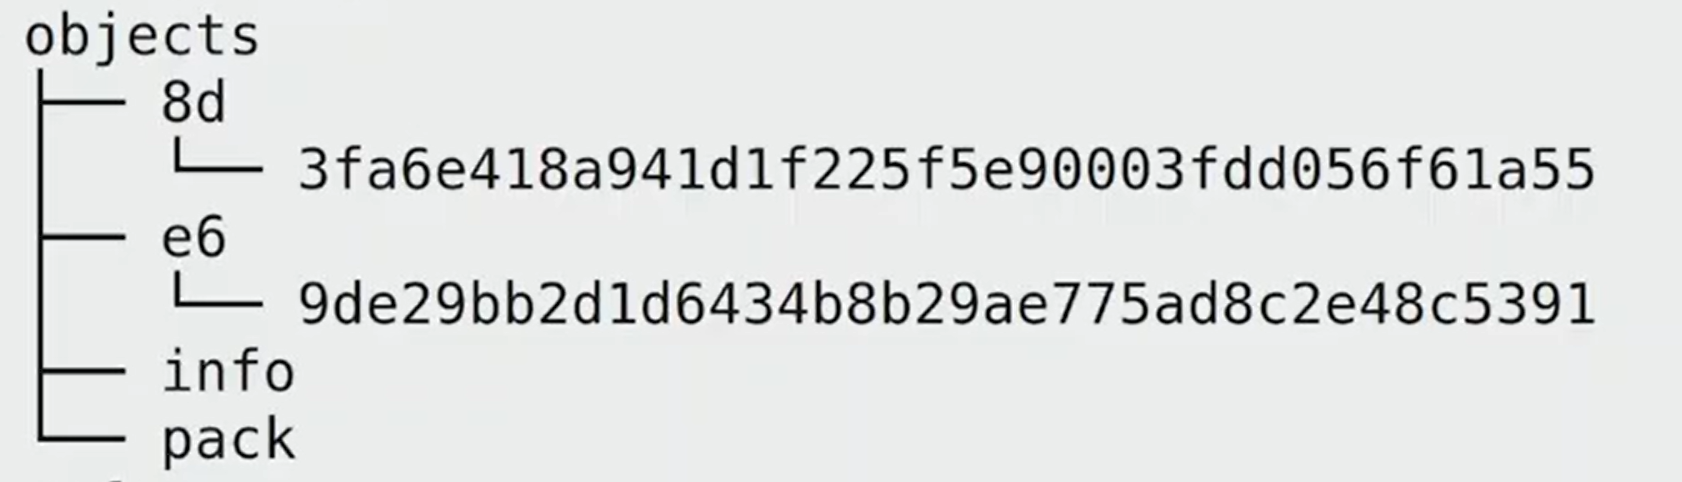 objects
├── 8d
│   └── 3fa6e418a941d1f225f5e90003fdd056f61a55
├── e6
│   └── 9de29bb2d1d6434b8b29ae775ad8c2e48c5391
├── info
└── pack